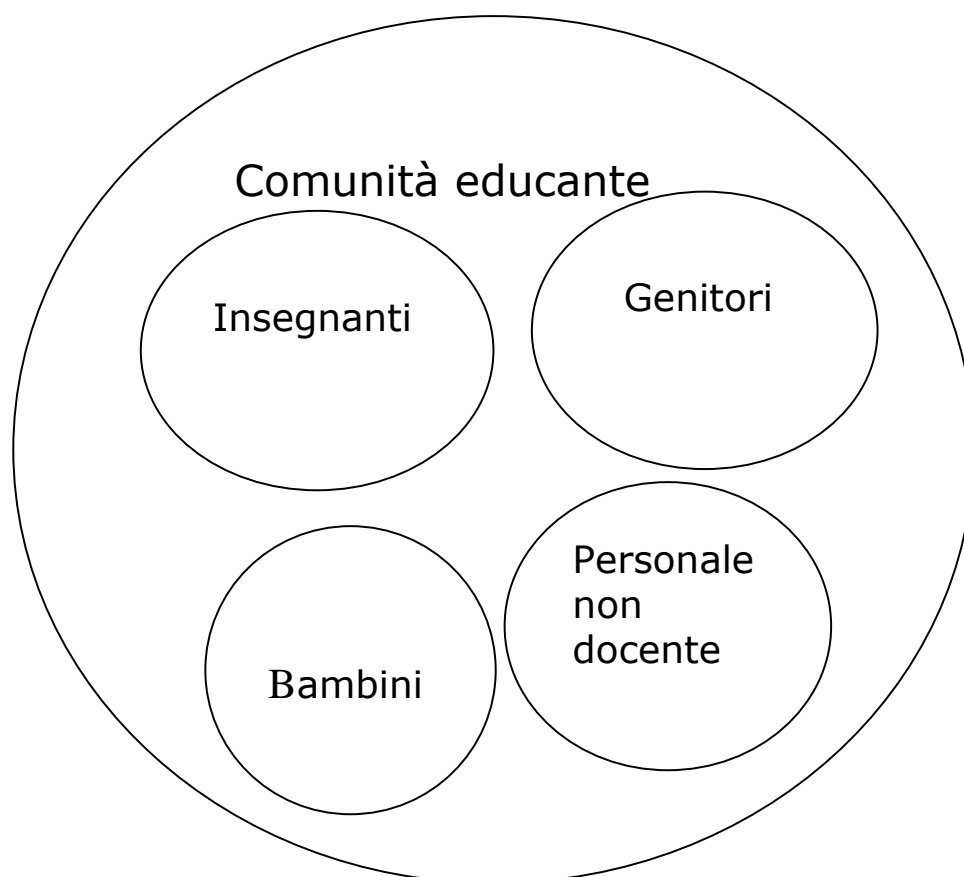 Comunità educante
Insegnanti
Genitori
Personale
non
docente
Bambini